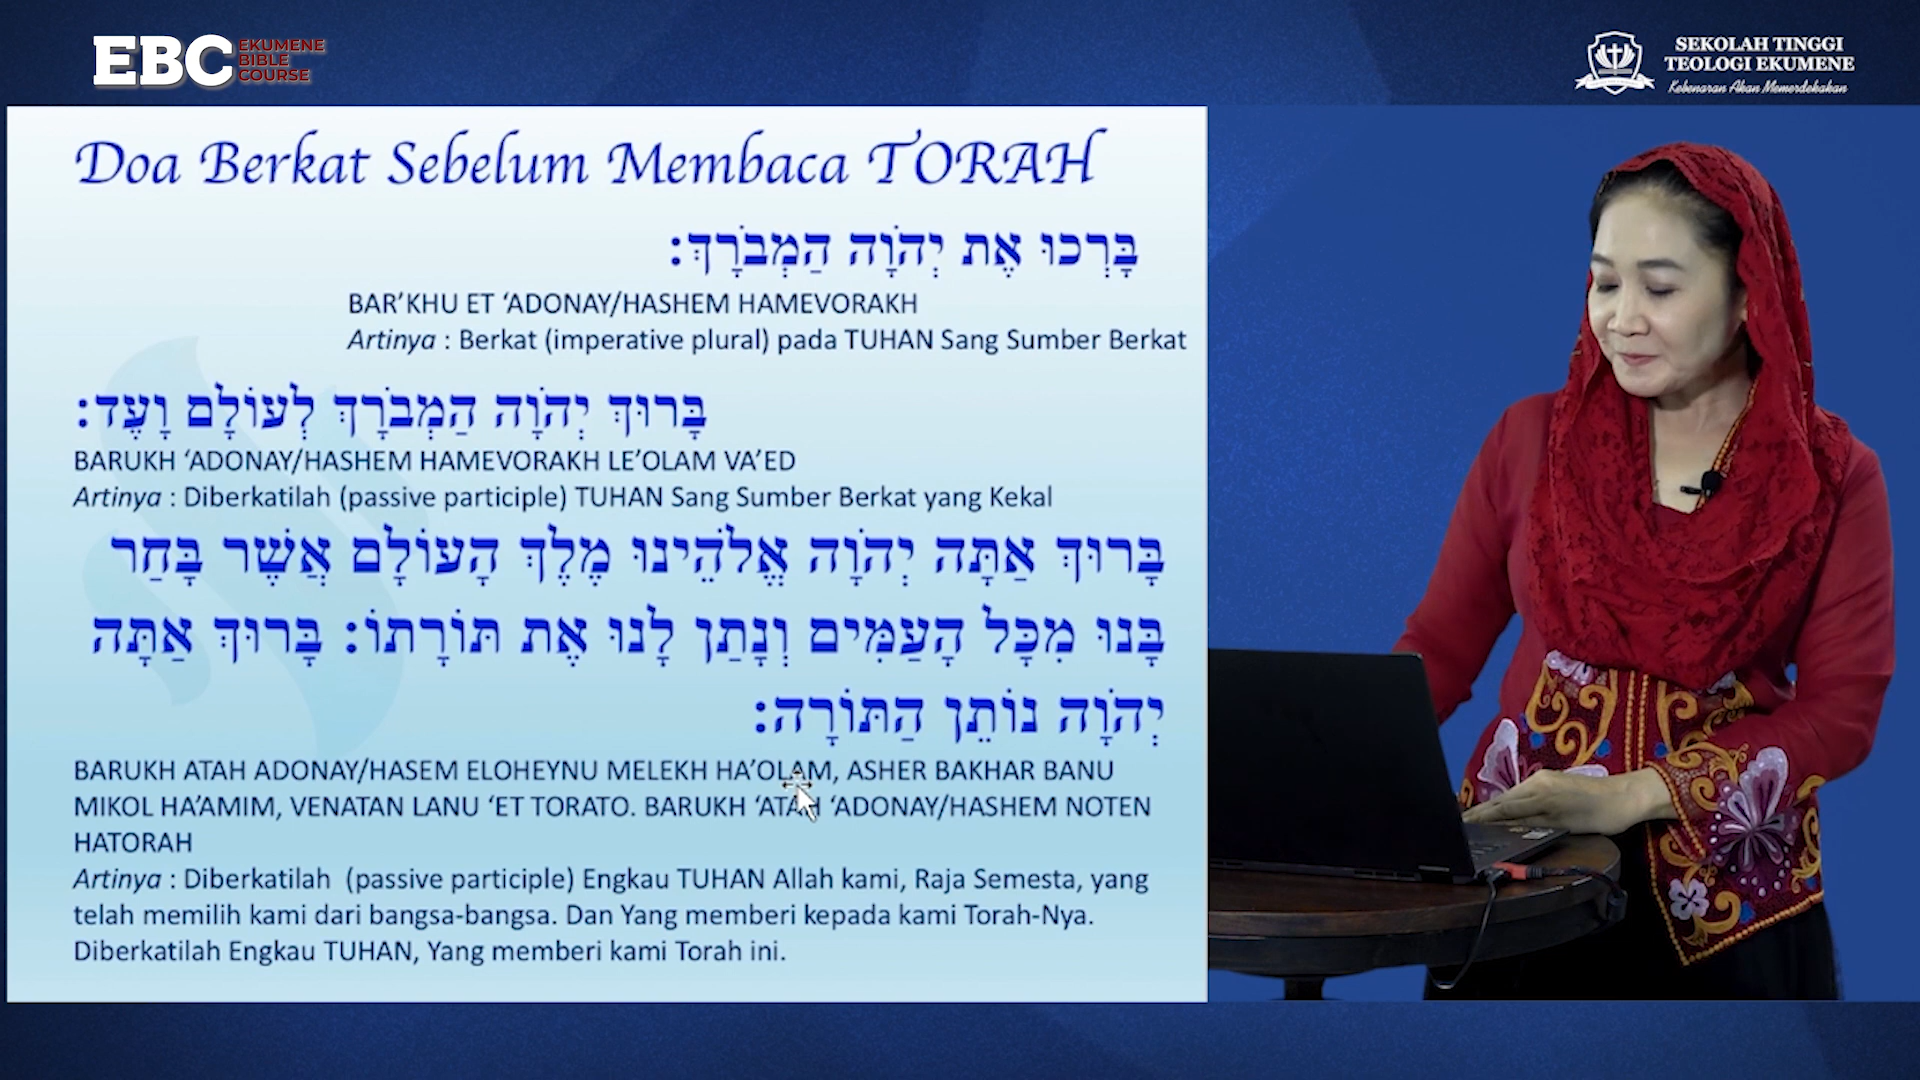 EBC
EKUMENE
BIBLE
COURSE
SEKOLAH TINGGI
TEOLOGI EKUMENE
Kebenaran Akan Memerdekakan
Doa Berkat Sebelum Membaca TORAH
בָּרְכוּ אֶת יְהֹוָה הַמְבֹרָךְ:
BAR’KHU ET ‘ADONAY/HASHEM HAMEVORAKH
Artinya : Berkat (imperative plural) pada TUHAN Sang Sumber Berkat
בָּרוּךְ יְהֹוָה הַמְבֹרָךְ לְעוֹלָם וָעֶד:
BARUKH ‘ADONAY/HASHEM HAMEVORAKH LE’OLAM VA’ED
Artinya : Diberkatilah (passive participle) TUHAN Sang Sumber Berkat yang Kekal
בָּרוּךְ אַתָּה יְהֹוָה אֱלֹהֵינוּ מֶלֶךְ הָעוֹלָם אֲשֶׁר בָּחַר
בָּנוּ מִכָּל הָעַמִּים וְנָתַן לָנוּ אֶת תּוֹרָתוֹ: בָּרוּךְ אַתָּה
יְהֹוָה נוֹתֵן הַתּוֹרָה:
BARUKH ATAH ADONAY/HASEM ELOHEYNU MELEKH HA’OLAM, ASHER BAKHAR BANU
MIKOL HA’AMIM, VENATAN LANU ‘ET TORATO. BARUKH ‘ATAH ‘ADONAY/HASHEM NOTEN
HATORAH
Artinya : Diberkatilah (passive participle) Engkau TUHAN Allah kami, Raja Semesta, yang
telah memilih kami dari bangsa-bangsa. Dan Yang memberi kepada kami Torah-Nya.
Diberkatilah Engkau TUHAN, Yang memberi kami Torah ini.